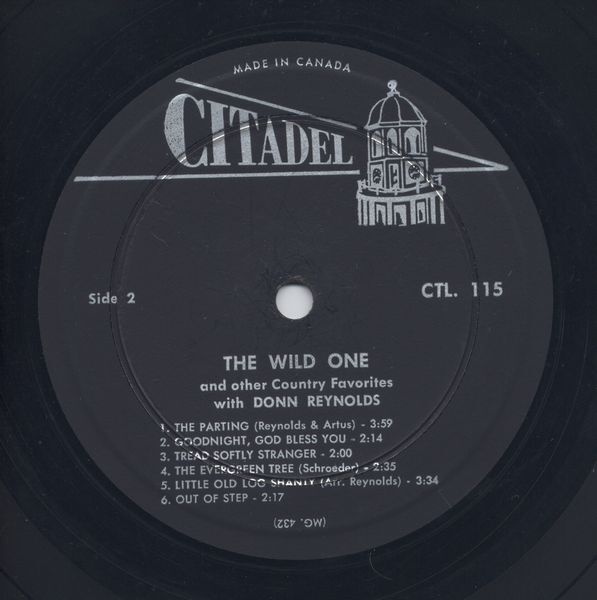 MADE IN CANADA
CITADEL
Side 2
CTL. 115
THE WILD ONE
and other Country Favorites
with DONN REYNOLDS
1. THE PARTING (Reynolds & Artus) - 3:59
2. GOODNIGHT, GOD BLESS YOU - 2:14
3. TREAD SOFTLY STRANGER - 2:00
4. THE EVERGREEN TREE (Schroeder) - 2:35
5. LITTLE OLD LOG SHANTY (Arr. Reynolds) - 3:34
6. OUT OF STEP - 2:17
(MG. 432)